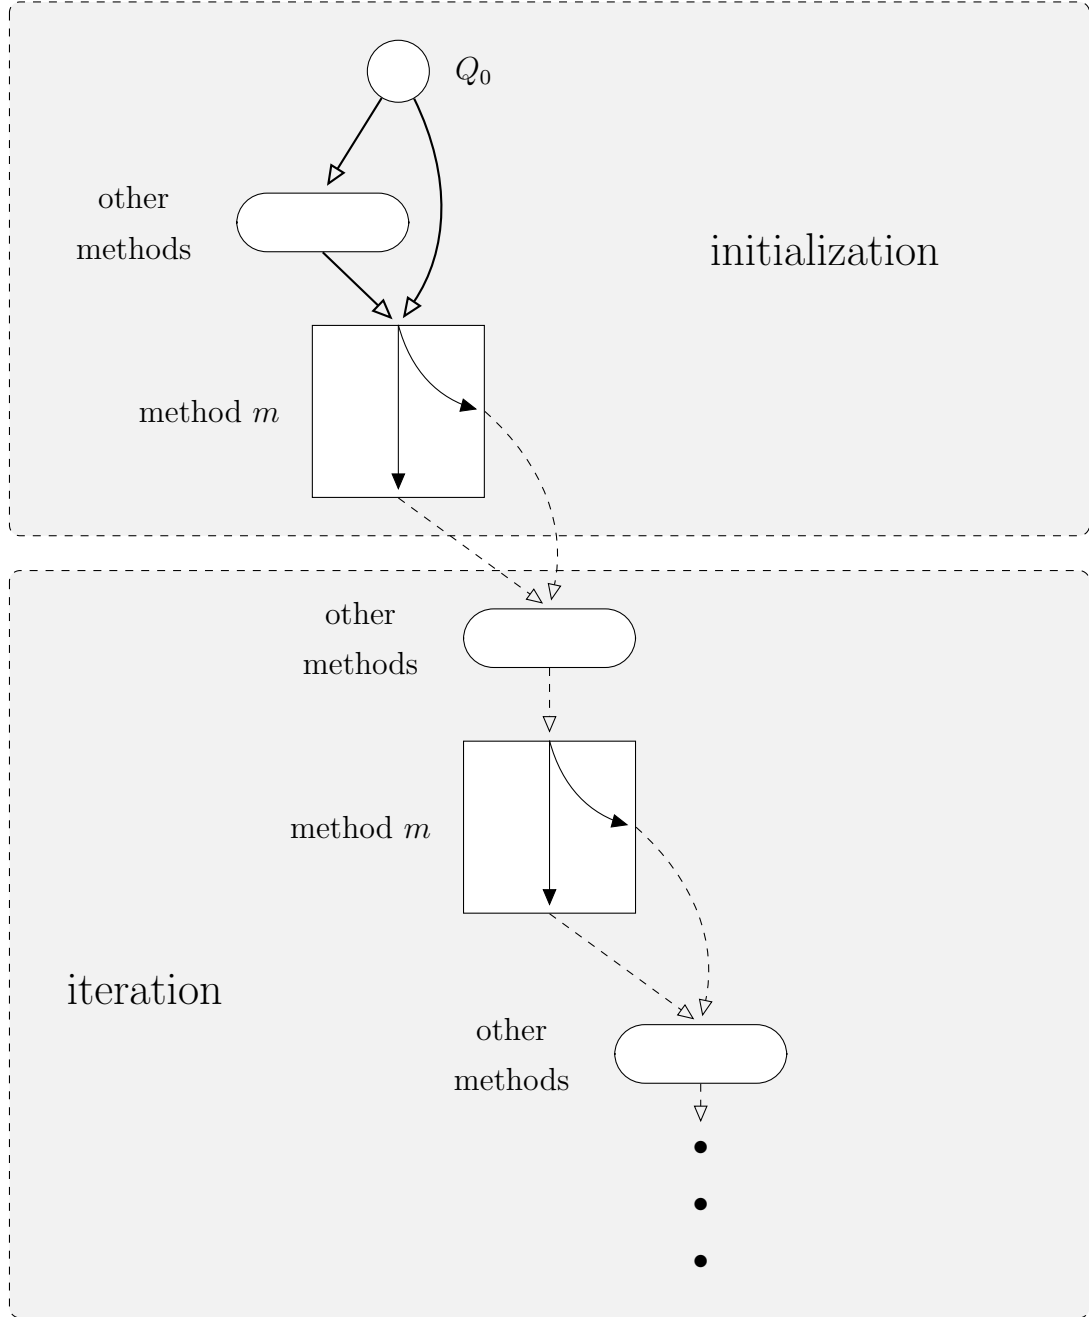 Q₀
other
methods
initialization
method m
other
methods
method m
iteration
other
methods